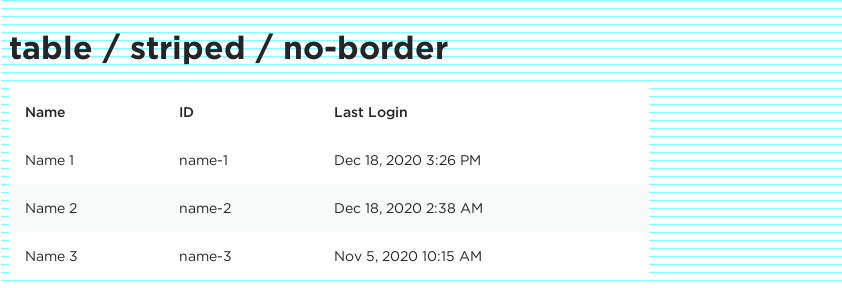 table / striped / no-border
Name ID Last Login
Name 1 name-1 Dec 18, 2020 3:26 PM
Name 2 name-2 Dec 18, 2020 2:38 AM
Name 3 name-3 Nov 5, 2020 10:15 AM